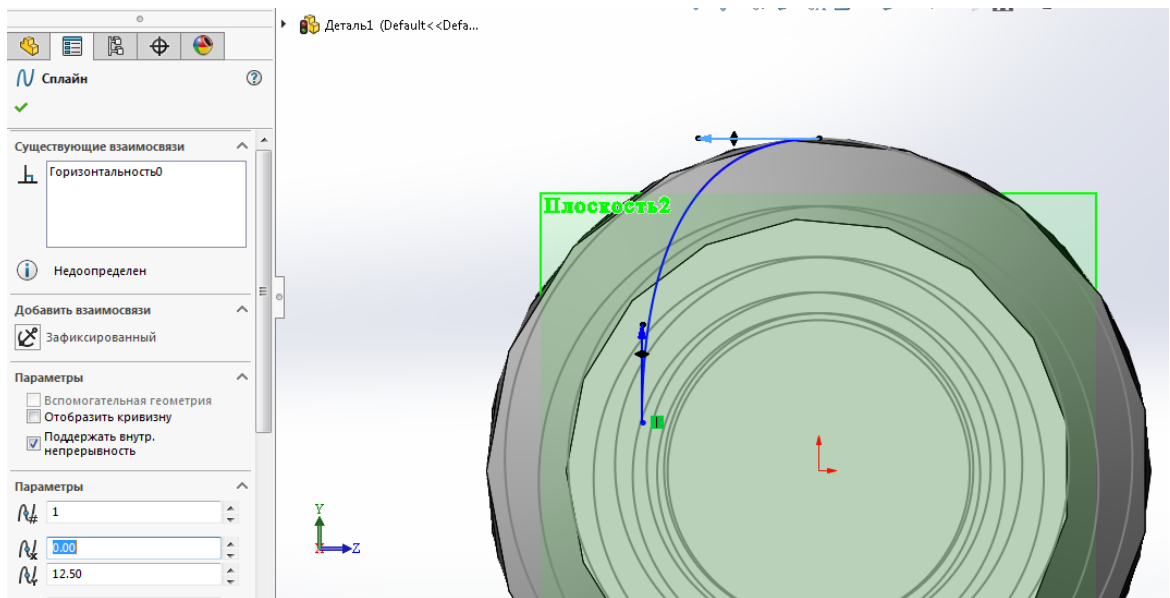 Деталь1 (Default<<Defa...
Сплайн
Существующие взаимосвязи
Горизонтальность0
Недоопределен
Добавить взаимосвязи
Зафиксированный
Параметры
Вспомогательная геометрия
Отобразить кривизну
Поддержать внутр.
непрерывность
Параметры
1
0.00
12.50
Плоскость2
Y
X
Z